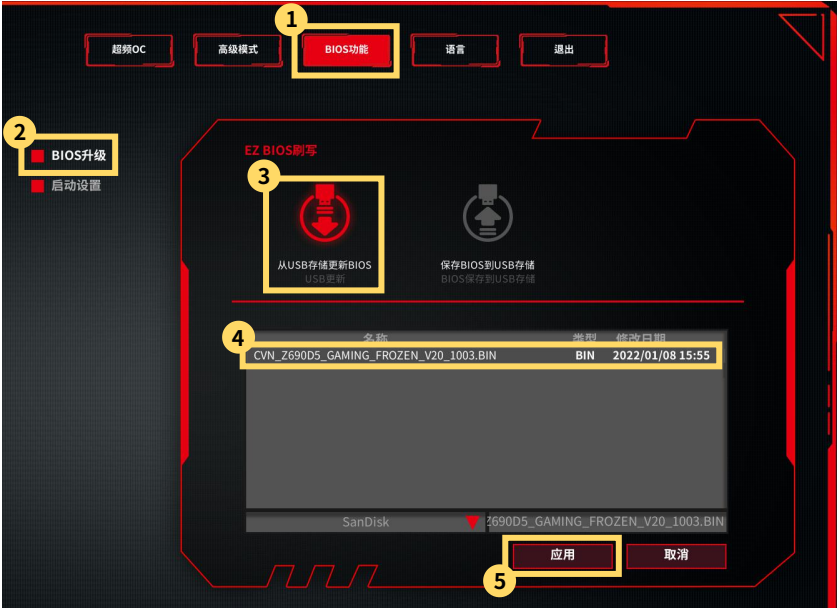 1
超频OC
高级模式
BIOS功能
语言
退出
2
BIOS升级
启动设置
EZ BIOS刷写
3
从USB存储更新BIOS
USB更新
保存BIOS到USB存储
BIOS保存到USB存储
4
名称 类型 修改日期
CVN_Z690D5_GAMING_FROZEN_V20_1003.BIN BIN 2022/01/08 15:55
SanDisk
Z690D5_GAMING_FROZEN_V20_1003.BIN
应用
取消
5